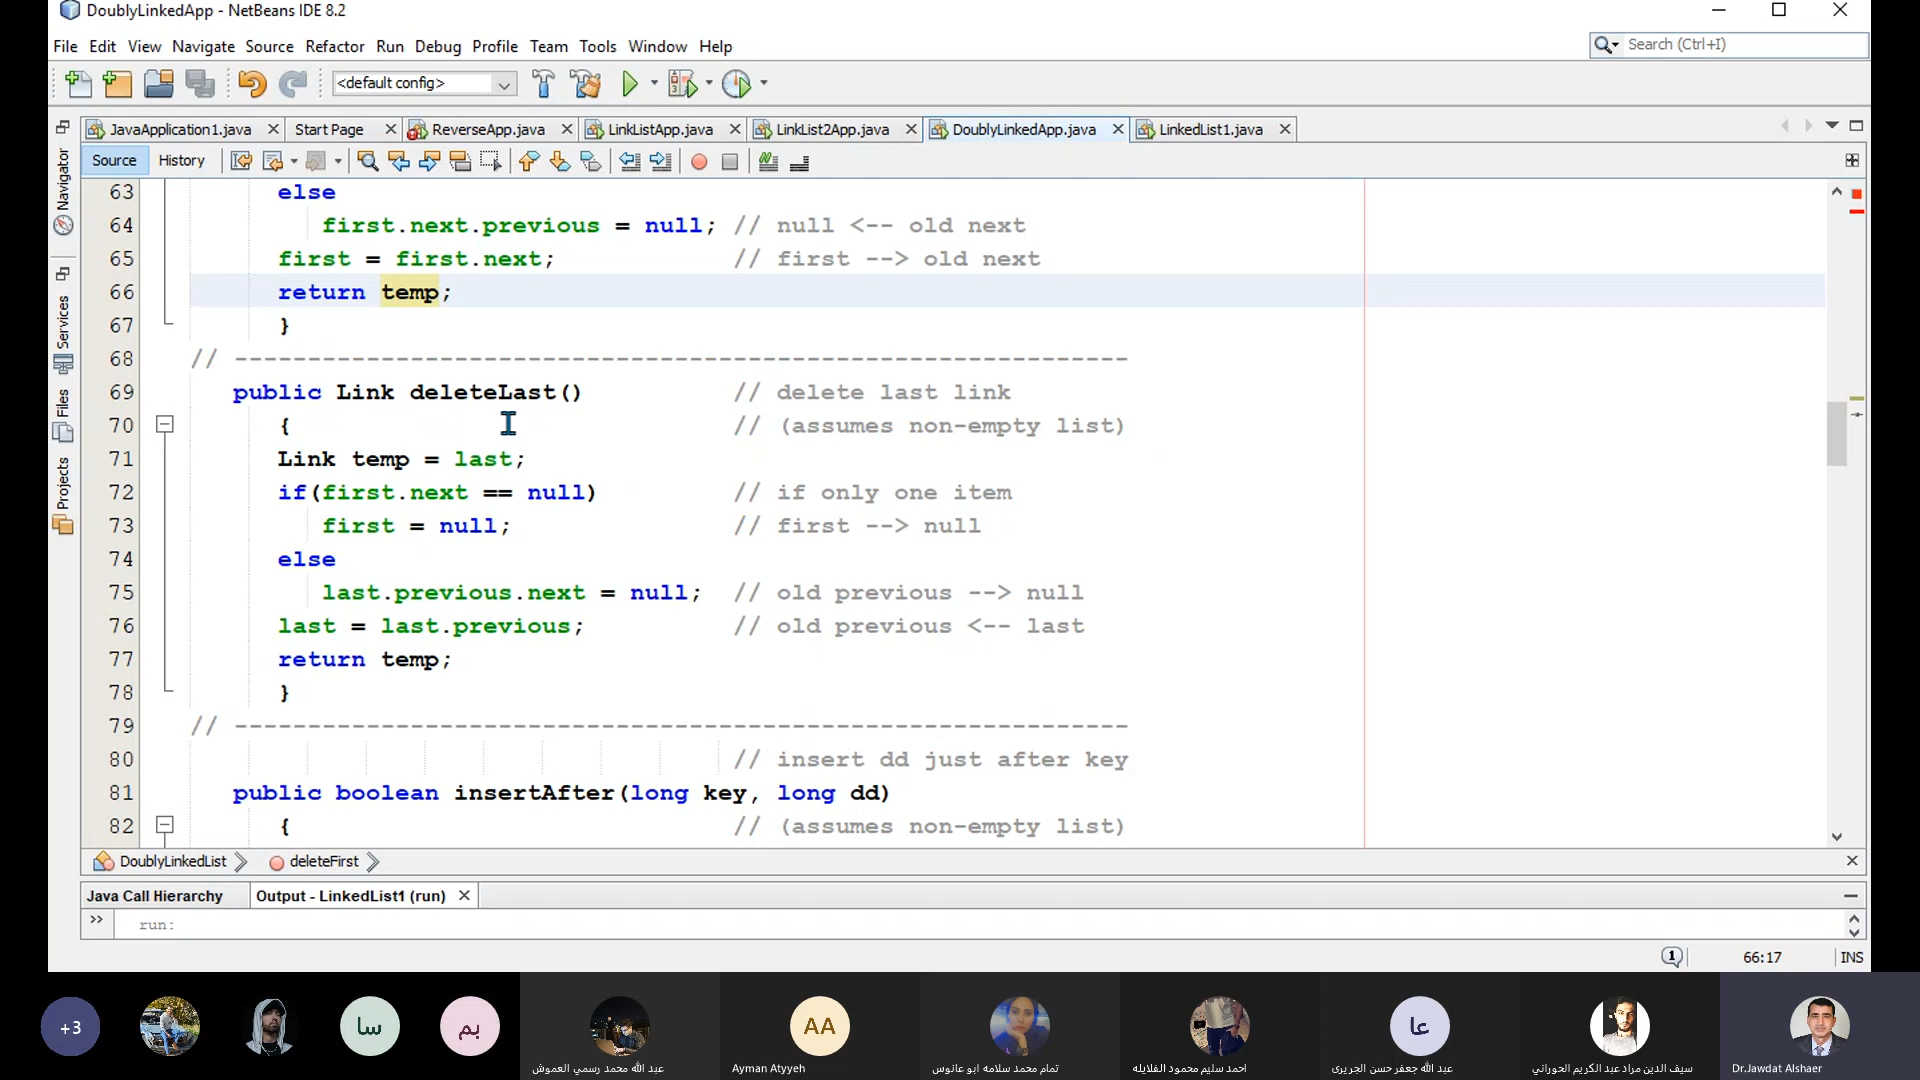 DoublyLinkedApp - NetBeans IDE 8.2
File Edit View Navigate Source Refactor Run Debug Profile Team Tools Window Help
Search (Ctrl+I)
<default config>
JavaApplication1.java Start Page ReverseApp.java LinkListApp.java LinkList2App.java DoublyLinkedApp.java LinkedList1.java
Source History
Navigator
Services
Files
Projects
63 else
64 first.next.previous = null; // null <-- old next
65 first = first.next; // first --> old next
66 return temp;
67 }
68 // -------------------------------------------------------------
69 public Link deleteLast() // delete last link
70 { // (assumes non-empty list)
71 Link temp = last;
72 if(first.next == null) // if only one item
73 first = null; // first --> null
74 else
75 last.previous.next = null; // old previous --> null
76 last = last.previous; // old previous <-- last
77 return temp;
78 }
79 // -------------------------------------------------------------
80 // insert dd just after key
81 public boolean insertAfter(long key, long dd)
82 { // (assumes non-empty list)
DoublyLinkedList deleteFirst
Java Call Hierarchy Output - LinkedList1 (run)
run:
1 66:17 INS
+3 سا بم AA عا
عبد الله محمد رسمي العموش Ayman Atyyeh تمام محمد سلامه ابو عانوس احمد سليم محمود الفلايله عبد الله جعفر حسن الجريرى سيف الدين مراد عبد الكريم الحوراني Dr.Jawdat Alshaer